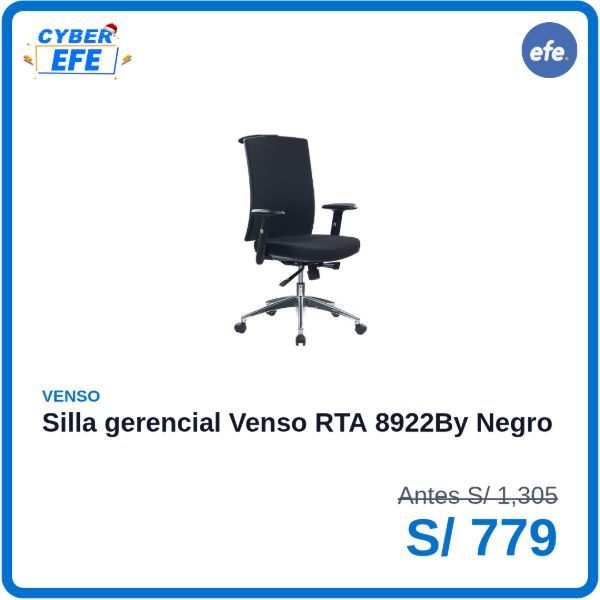 CYBER
EFE
efe.
VENSO
Silla gerencial Venso RTA 8922By Negro
Antes S/ 1,305
S/ 779